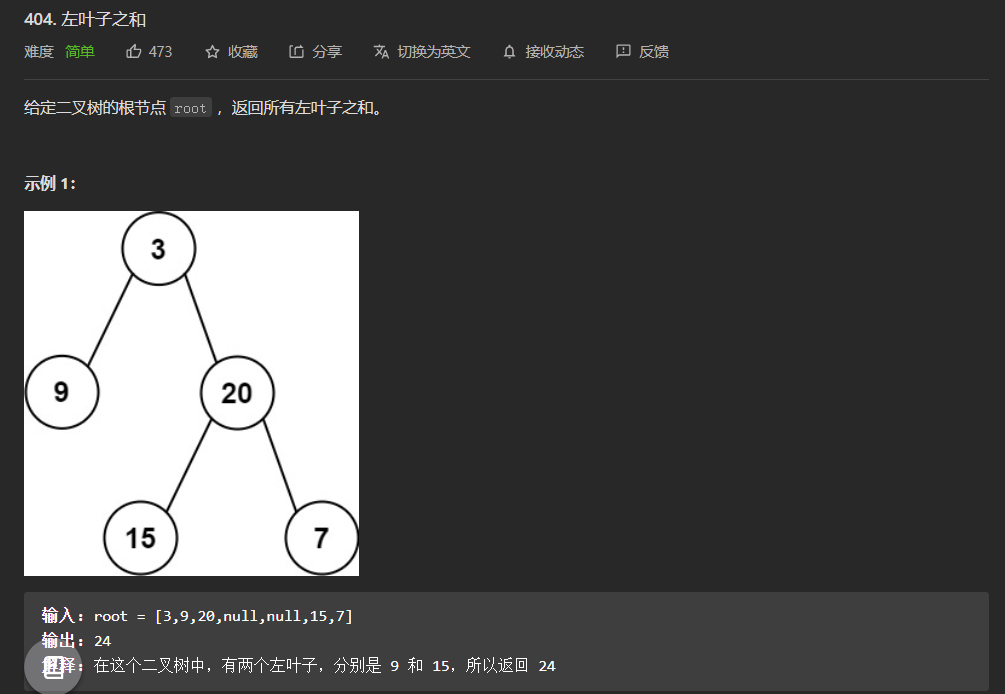 404. 左叶子之和
难度 简单 473 收藏 分享 切换为英文 接收动态 反馈
给定二叉树的根节点 root ，返回所有左叶子之和。
示例 1：
3
9 20
15 7
输入：root = [3,9,20,null,null,15,7]
输出：24
释：在这个二叉树中，有两个左叶子，分别是 9 和 15，所以返回 24